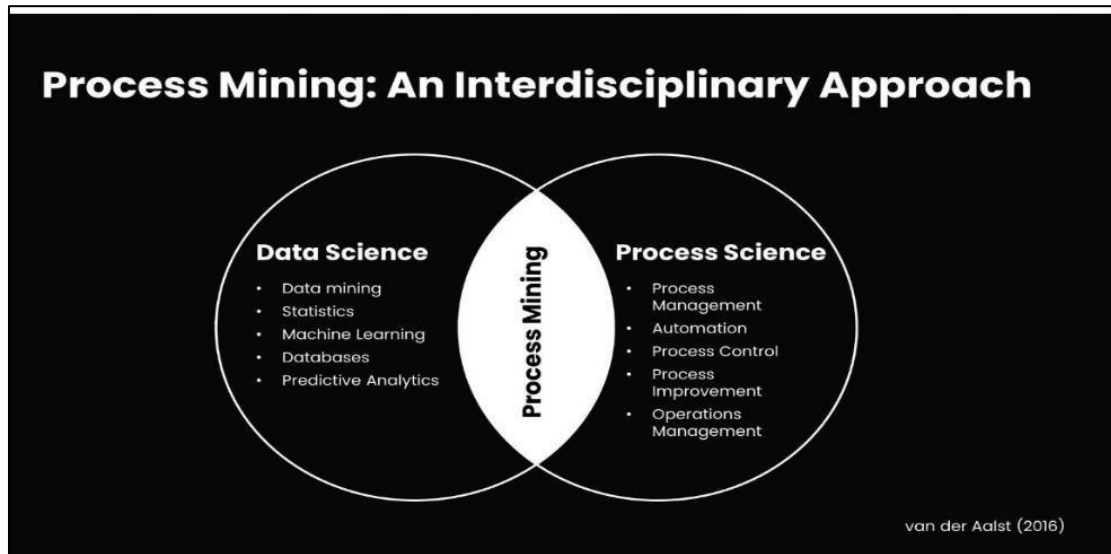 Process Mining: An Interdisciplinary Approach
Data Science
• Data mining
• Statistics
• Machine Learning
• Databases
• Predictive Analytics
Process Mining
Process Science
• Process
Management
• Automation
• Process Control
• Process
Improvement
• Operations
Management
van der Aalst (2016)